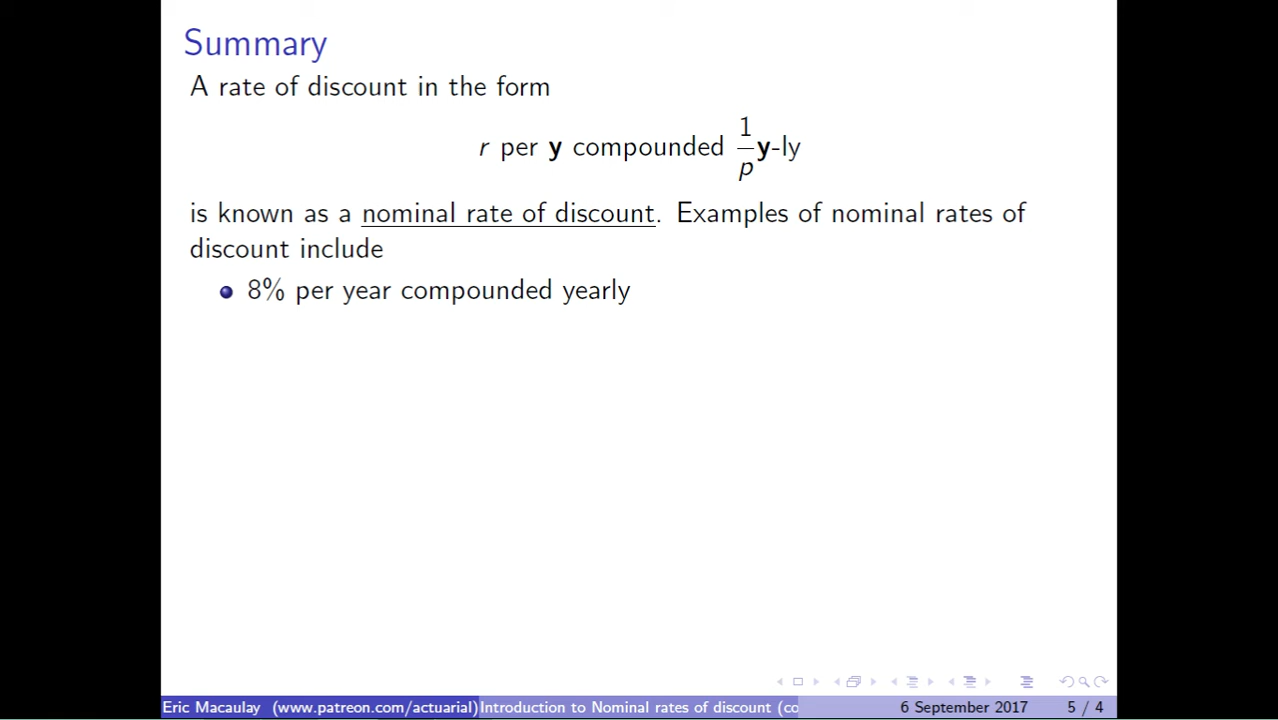 Summary
A rate of discount in the form
r per y compounded 1/p y-ly
is known as a nominal rate of discount. Examples of nominal rates of
discount include
8% per year compounded yearly
Eric Macaulay (www.patreon.com/actuarial) Introduction to Nominal rates of discount (co 6 September 2017 5 / 4